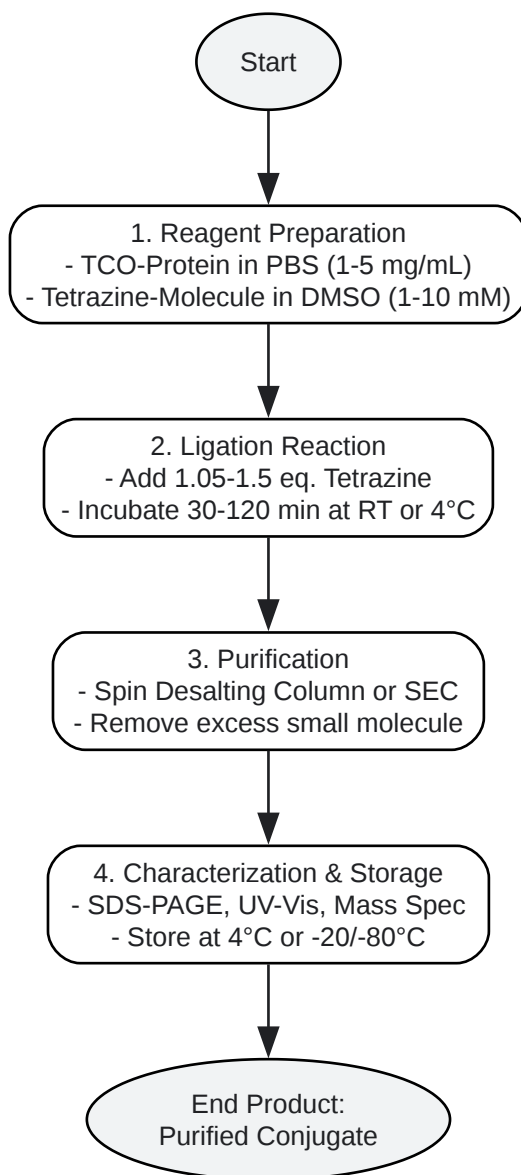 Start
1. Reagent Preparation
- TCO-Protein in PBS (1-5 mg/mL)
- Tetrazine-Molecule in DMSO (1-10 mM)
2. Ligation Reaction
- Add 1.05-1.5 eq. Tetrazine
- Incubate 30-120 min at RT or 4°C
3. Purification
- Spin Desalting Column or SEC
- Remove excess small molecule
4. Characterization & Storage
- SDS-PAGE, UV-Vis, Mass Spec
- Store at 4°C or -20/-80°C
End Product:
Purified Conjugate